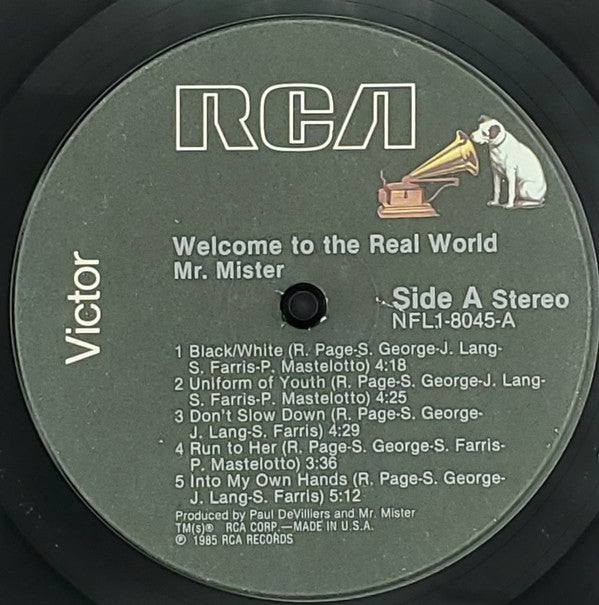 RCA
Victor
Welcome to the Real World
Mr. Mister
Side A Stereo
NFL1-8045-A
1 Black/White (R. Page-S. George-J. Lang-
S. Farris-P. Mastelotto) 4:18
2 Uniform of Youth (R. Page-S. George-J. Lang-
S. Farris-P. Mastelotto) 4:25
3 Don't Slow Down (R. Page-S. George-
J. Lang-S. Farris) 4:29
4 Run to Her (R. Page-S. George-S. Farris-
P. Mastelotto) 3:36
5 Into My Own Hands (R. Page-S. George-
J. Lang-S. Farris) 5:12
Produced by Paul DeVilliers and Mr. Mister
TM(s)® RCA CORP.—MADE IN U.S.A.
℗ 1985 RCA RECORDS